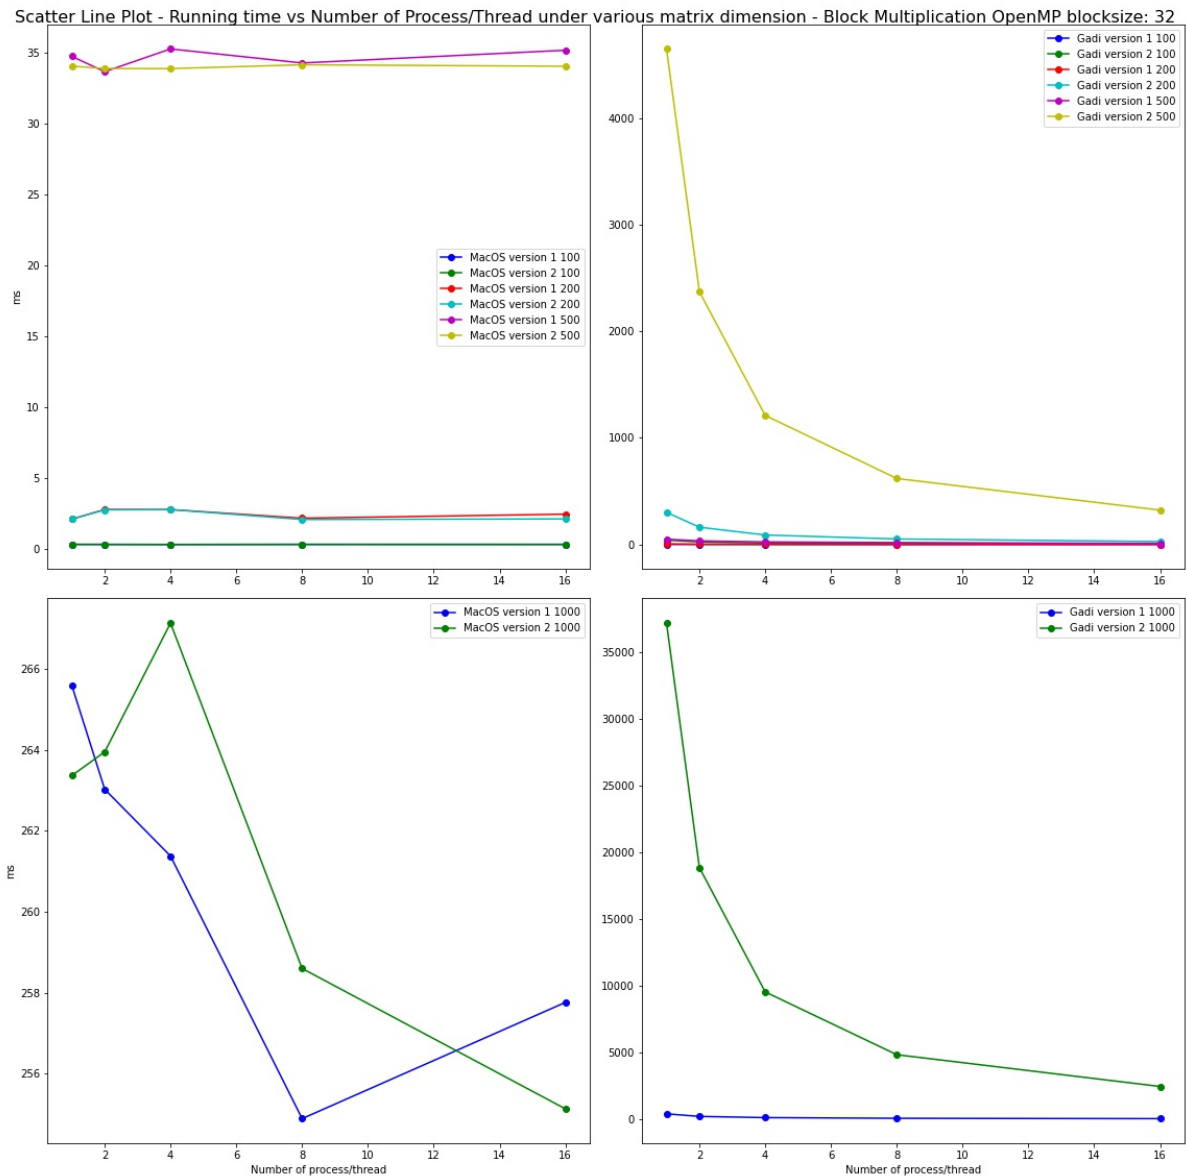 Scatter Line Plot - Running time vs Number of Process/Thread under various matrix dimension - Block Multiplication OpenMP blocksize: 32
35
30
25
20
15
10
5
0
ms
MacOS version 1 100
MacOS version 2 100
MacOS version 1 200
MacOS version 2 200
MacOS version 1 500
MacOS version 2 500
2 4 6 8 10 12 14 16
4000
3000
2000
1000
0
Gadi version 1 100
Gadi version 2 100
Gadi version 1 200
Gadi version 2 200
Gadi version 1 500
Gadi version 2 500
2 4 6 8 10 12 14 16
266
264
262
260
258
256
ms
MacOS version 1 1000
MacOS version 2 1000
2 4 6 8 10 12 14 16
Number of process/thread
35000
30000
25000
20000
15000
10000
5000
0
Gadi version 1 1000
Gadi version 2 1000
2 4 6 8 10 12 14 16
Number of process/thread